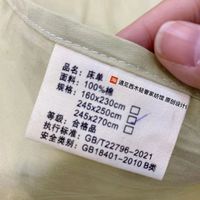 品名：床单
面料：100%棉
规格：160x230cm
245x250cm
245x270cm
等级：合格品
执行标准：GB/T22796-2021
安全类别：GB18401-2010 B类